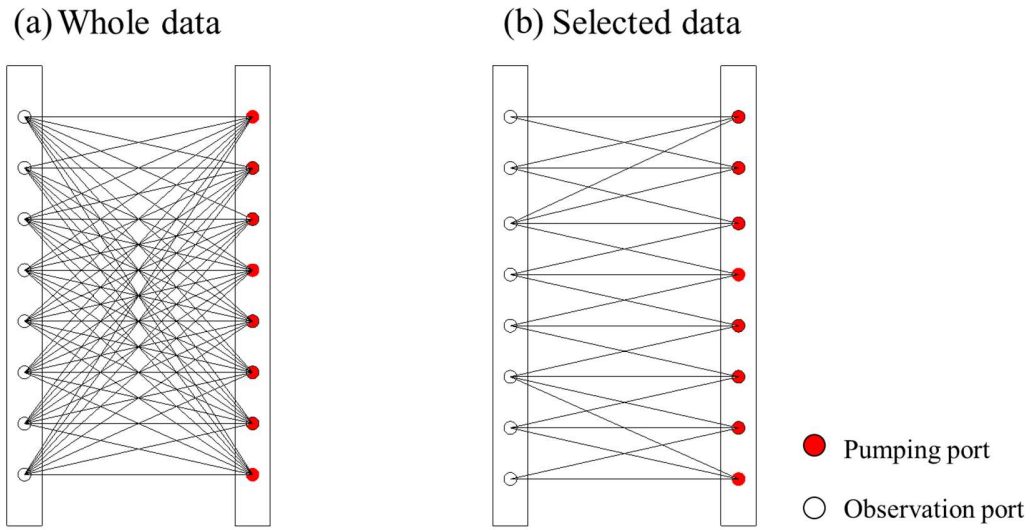 (a) Whole data
(b) Selected data
Pumping port
Observation port